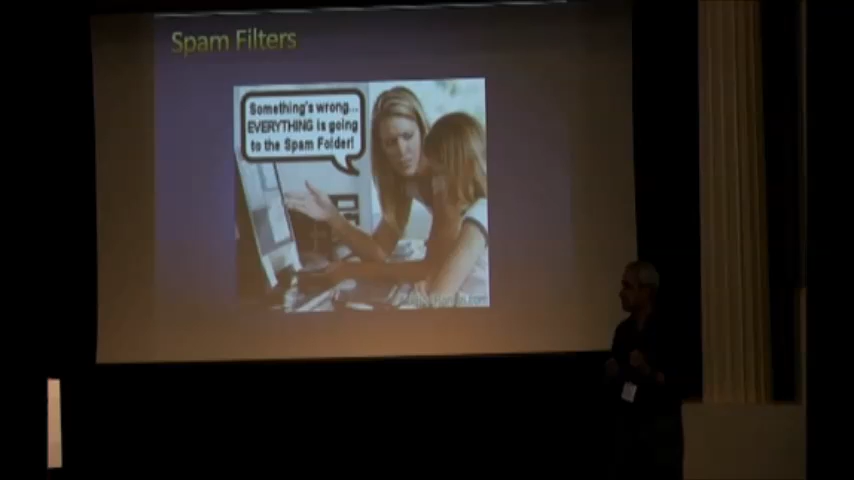 Spam Filters
Something's wrong...
EVERYTHING is going
to the Spam Folder!